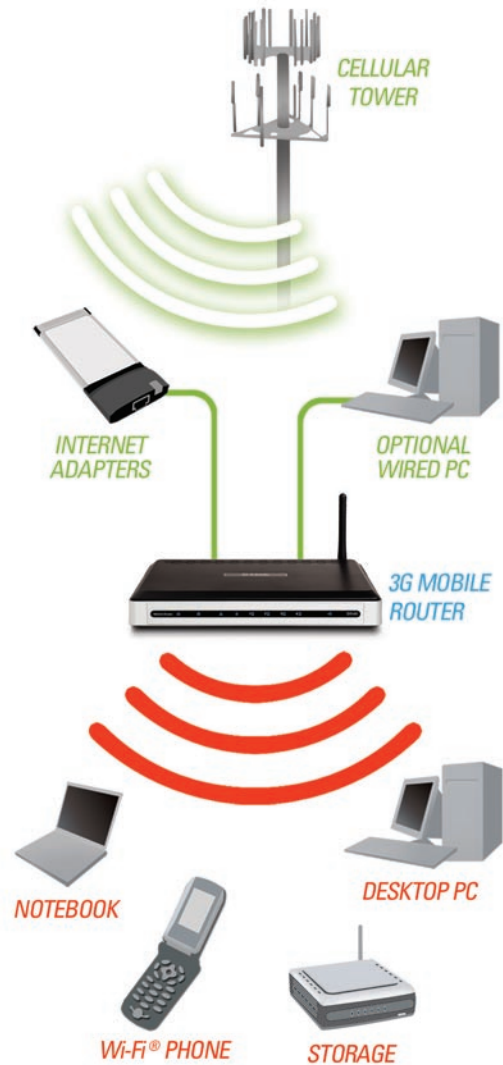 CELLULAR
TOWER
INTERNET
ADAPTERS
OPTIONAL
WIRED PC
3G MOBILE
ROUTER
NOTEBOOK
DESKTOP PC
Wi-Fi® PHONE
STORAGE